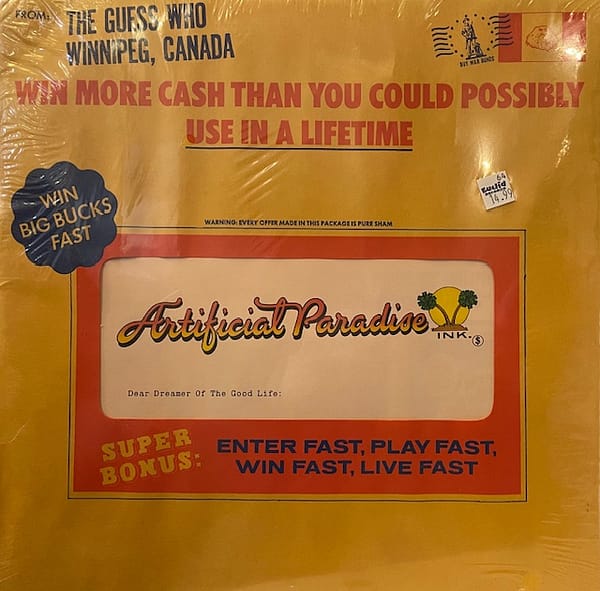 FROM:
THE GUESS WHO
WINNIPEG, CANADA
BUY WAR BONDS
WIN MORE CASH THAN YOU COULD POSSIBLY
USE IN A LIFETIME
64
Euclid
14.99
WIN
BIG BUCKS
FAST
WARNING: EVERY OFFER MADE IN THIS PACKAGE IS PURE SHAM
Artificial Paradise
INK. $
Dear Dreamer Of The Good Life:
SUPER
BONUS:
ENTER FAST, PLAY FAST,
WIN FAST, LIVE FAST